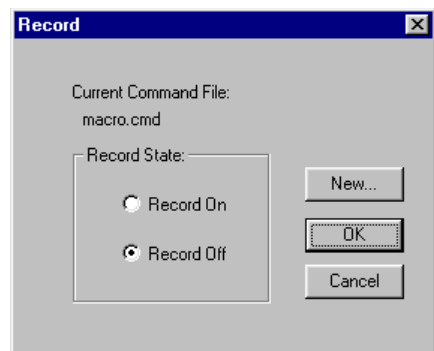 Record
Current Command File:
macro.cmd
Record State:
Record On
Record Off
New...
OK
Cancel